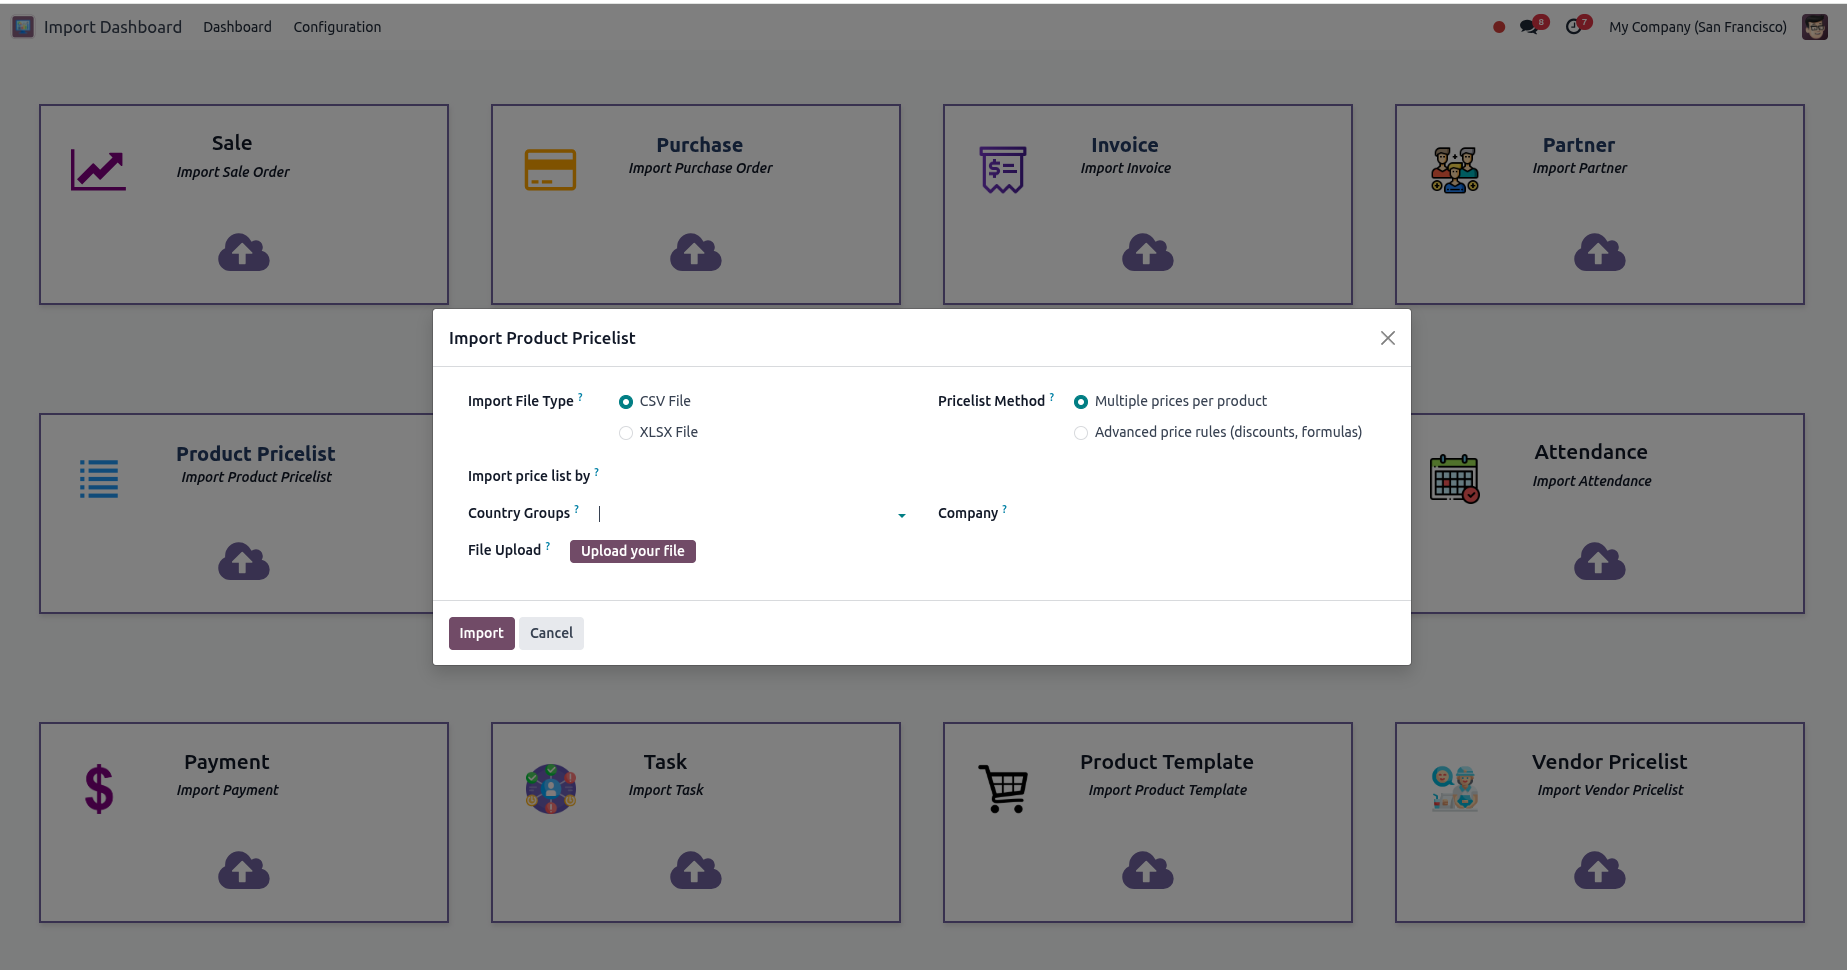 Import Dashboard Dashboard Configuration 8 7 My Company (San Francisco)
Sale
Import Sale Order
Purchase
Import Purchase Order
Invoice
Import Invoice
Partner
Import Partner
Import Product Pricelist
Import File Type ? CSV File
XLSX File
Pricelist Method ? Multiple prices per product
Advanced price rules (discounts, formulas)
Import price list by ?
Country Groups ?
Company ?
File Upload ? Upload your file
Import Cancel
Product Pricelist
Import Product Pricelist
Attendance
Import Attendance
Payment
Import Payment
Task
Import Task
Product Template
Import Product Template
Vendor Pricelist
Import Vendor Pricelist